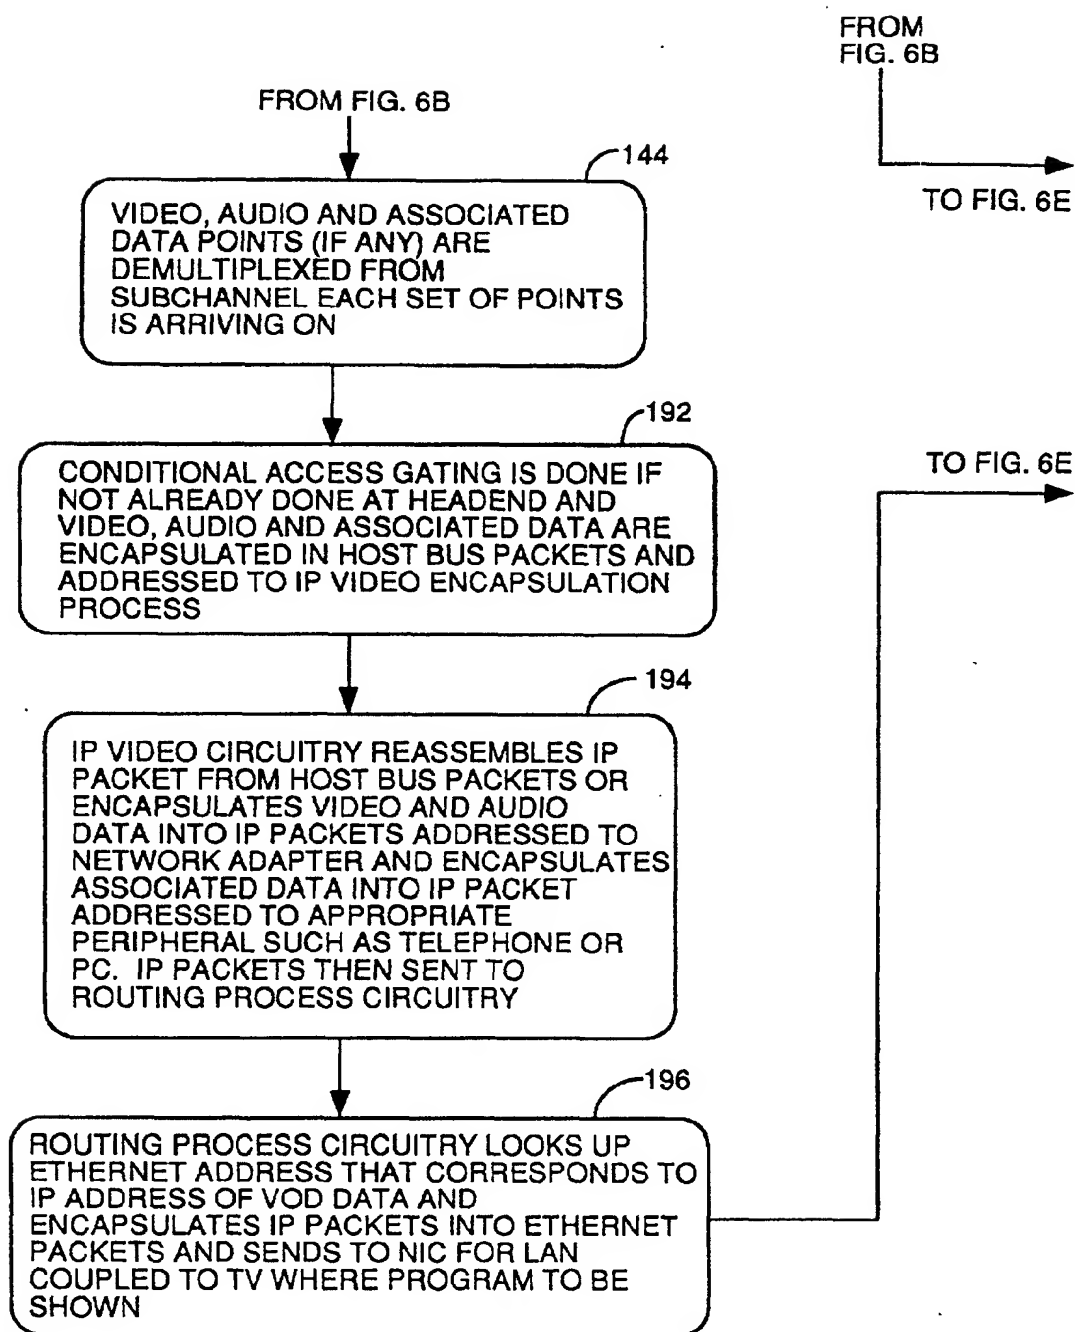 FROM
FIG. 6B
FROM FIG. 6B
TO FIG. 6E
144
VIDEO, AUDIO AND ASSOCIATED
DATA POINTS (IF ANY) ARE
DEMULTIPLEXED FROM
SUBCHANNEL EACH SET OF POINTS
IS ARRIVING ON
192
CONDITIONAL ACCESS GATING IS DONE IF
NOT ALREADY DONE AT HEADEND AND
VIDEO, AUDIO AND ASSOCIATED DATA ARE
ENCAPSULATED IN HOST BUS PACKETS AND
ADDRESSED TO IP VIDEO ENCAPSULATION
PROCESS
TO FIG. 6E
194
IP VIDEO CIRCUITRY REASSEMBLES IP
PACKET FROM HOST BUS PACKETS OR
ENCAPSULATES VIDEO AND AUDIO
DATA INTO IP PACKETS ADDRESSED TO
NETWORK ADAPTER AND ENCAPSULATES
ASSOCIATED DATA INTO IP PACKET
ADDRESSED TO APPROPRIATE
PERIPHERAL SUCH AS TELEPHONE OR
PC. IP PACKETS THEN SENT TO
ROUTING PROCESS CIRCUITRY
196
ROUTING PROCESS CIRCUITRY LOOKS UP
ETHERNET ADDRESS THAT CORRESPONDS TO
IP ADDRESS OF VOD DATA AND
ENCAPSULATES IP PACKETS INTO ETHERNET
PACKETS AND SENDS TO NIC FOR LAN
COUPLED TO TV WHERE PROGRAM TO BE
SHOWN